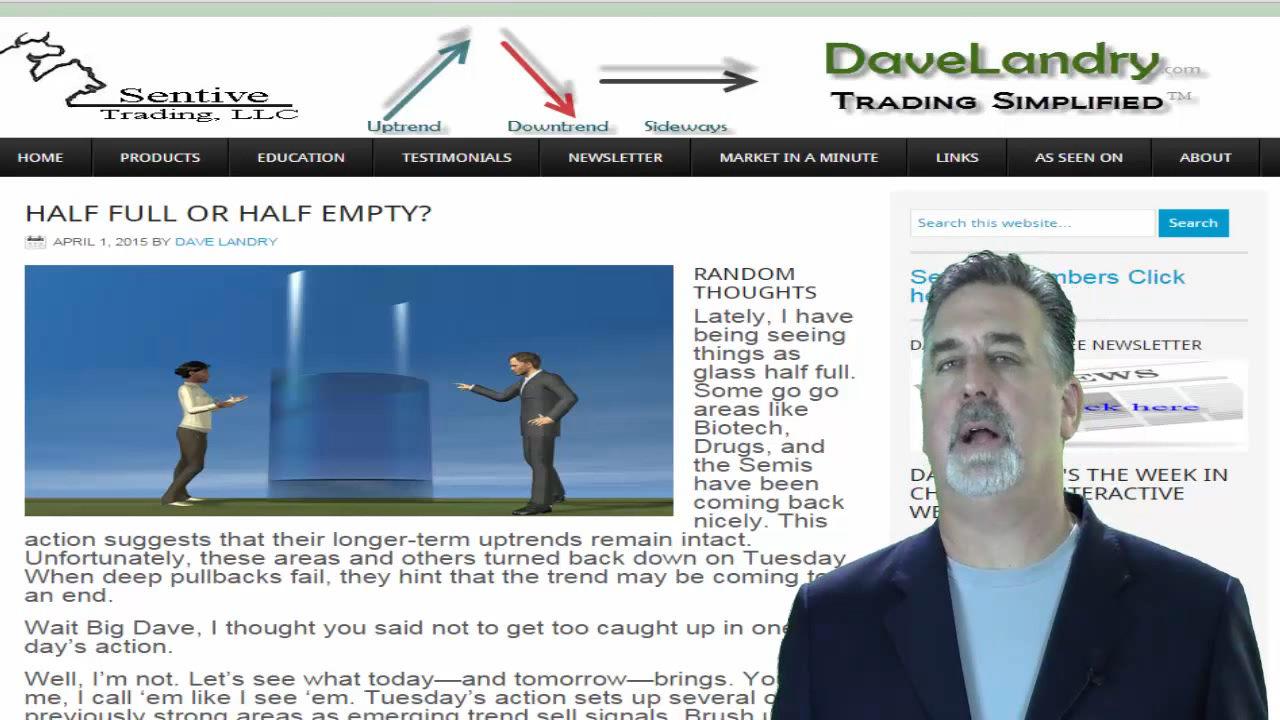 Sentive
Trading, LLC
Uptrend
Downtrend
Sideways
DaveLandry.com
TRADING SIMPLIFIED™
HOME PRODUCTS EDUCATION TESTIMONIALS NEWSLETTER MARKET IN A MINUTE LINKS AS SEEN ON ABOUT
HALF FULL OR HALF EMPTY?
APRIL 1, 2015 BY DAVE LANDRY
RANDOM
THOUGHTS
Lately, I have
being seeing
things as
glass half full.
Some go go
areas like
Biotech,
Drugs, and
the Semis
have been
coming back
nicely. This
action suggests that their longer-term uptrends remain intact.
Unfortunately, these areas and others turned back down on Tuesday
When deep pullbacks fail, they hint that the trend may be coming to
an end.
Wait Big Dave, I thought you said not to get too caught up in one
day's action.
Well, I'm not. Let's see what today—and tomorrow—brings.
me, I call 'em like I see 'em. Tuesday's action sets up several
previously strong areas as emerging trend sell signals. Brush
Search this website...
Search
Click
NEWSLETTER
here
THE WEEK IN